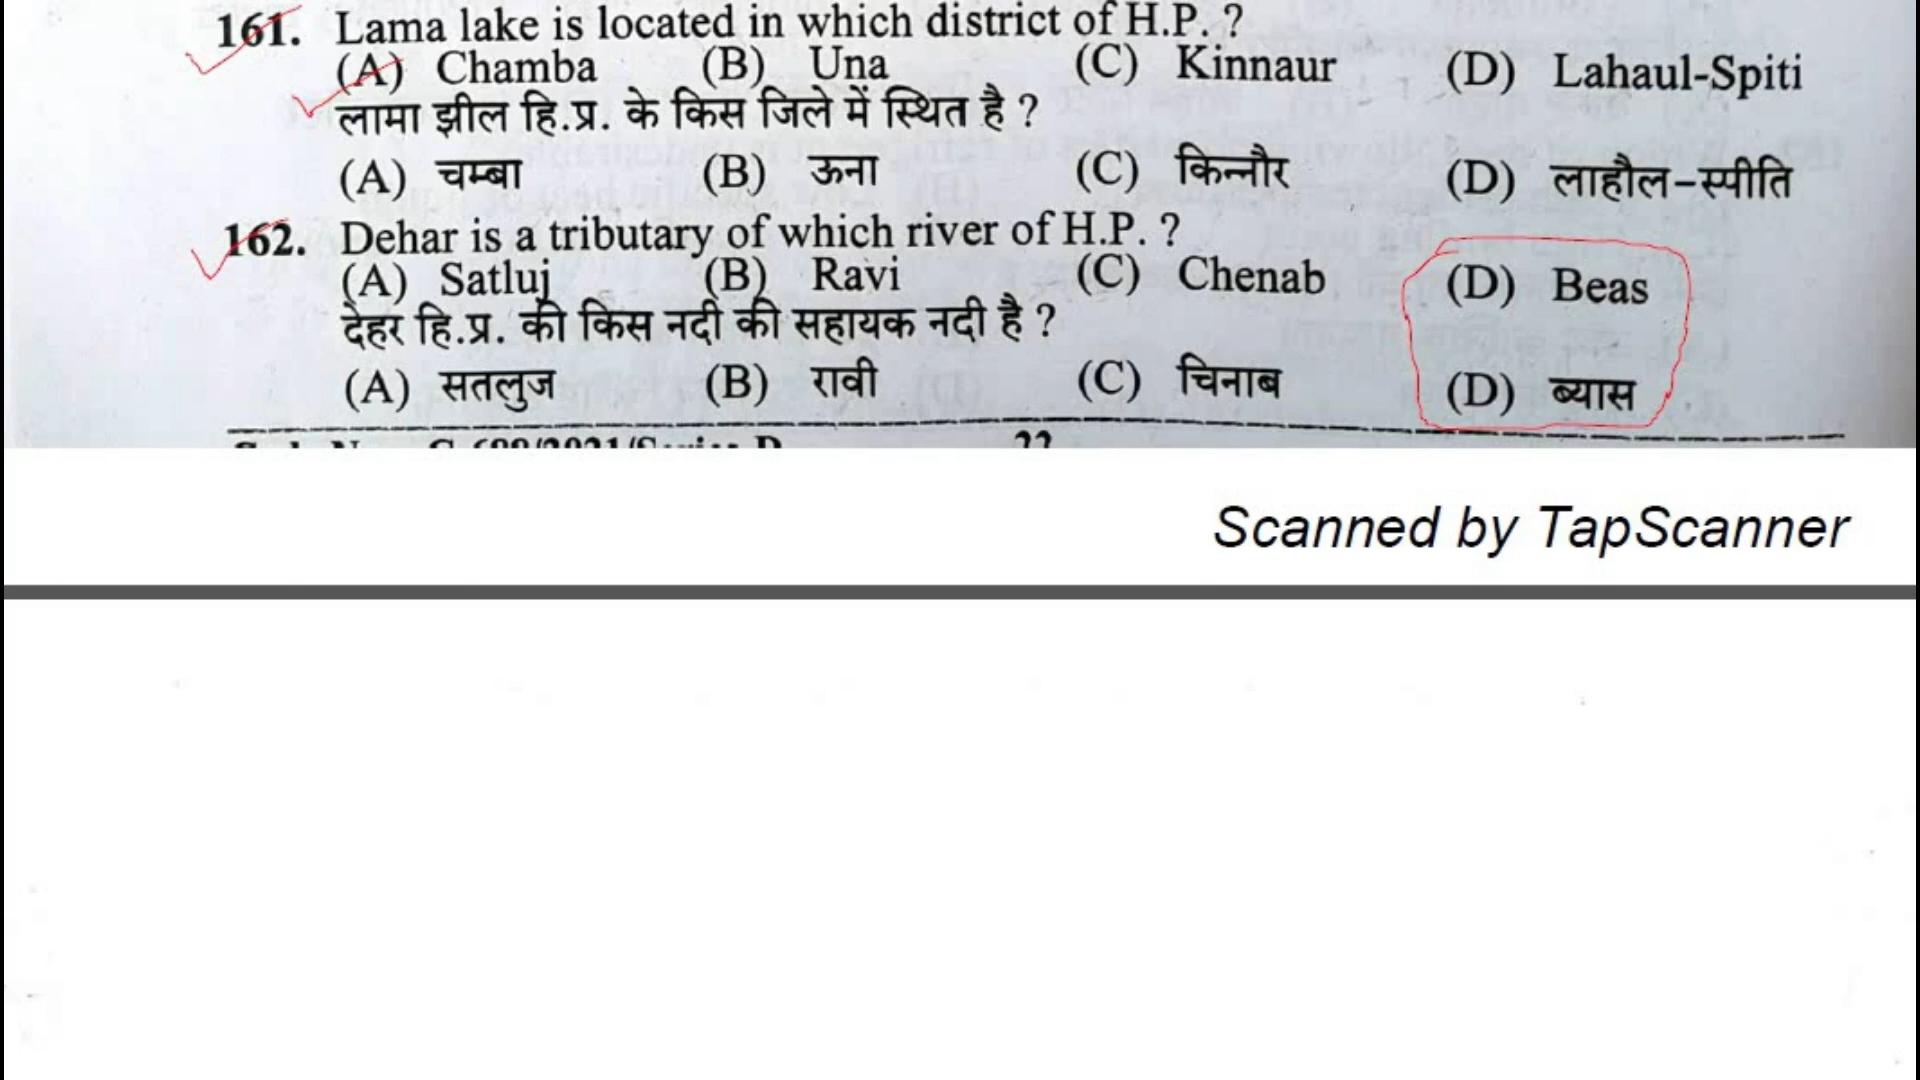 161. Lama lake is located in which district of H.P. ?
(A) Chamba (B) Una (C) Kinnaur (D) Lahaul-Spiti
लामा झील हि.प्र. के किस जिले में स्थित है ?
(A) चम्बा (B) ऊना (C) किन्नौर (D) लाहौल-स्पीति
162. Dehar is a tributary of which river of H.P. ?
(A) Satluj (B) Ravi (C) Chenab (D) Beas
देहर हि.प्र. की किस नदी की सहायक नदी है ?
(A) सतलुज (B) रावी (C) चिनाब (D) ब्यास
Scanned by TapScanner